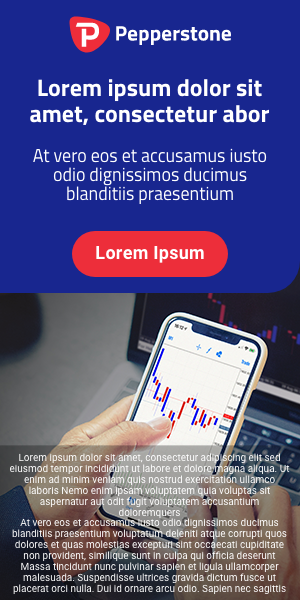 Pepperstone
Lorem ipsum dolor sit
amet, consectetur abor
At vero eos et accusamus iusto
odio dignissimos ducimus
blanditiis praesentium
Lorem Ipsum
16:12
Lorem ipsum dolor sit amet, consectetur adipiscing elit sed
eiusmod tempor incididunt ut labore et dolore magna aliqua. Ut
enim ad minim veniam quis nostrud exercitation ullamco
laboris Nemo enim ipsam voluptatem quia voluptas sit
aspernatur aut odit fugit voluptatem accusantium
doloremques
At vero eos et accusamus iusto odio dignissimos ducimus
blanditiis praesentium voluptatum deleniti atque corrupti quos
dolores et quas molestias excepturi sint occaecati cupiditate
non provident, similique sunt in culpa qui officia deserunt
Massa tincidunt nunc pulvinar sapien et ligula ullamcorper
malesuada. Suspendisse ultrices gravida dictum fusce ut
placerat orci nulla. Dui id ornare arcu odio. Sapien nec sagittis